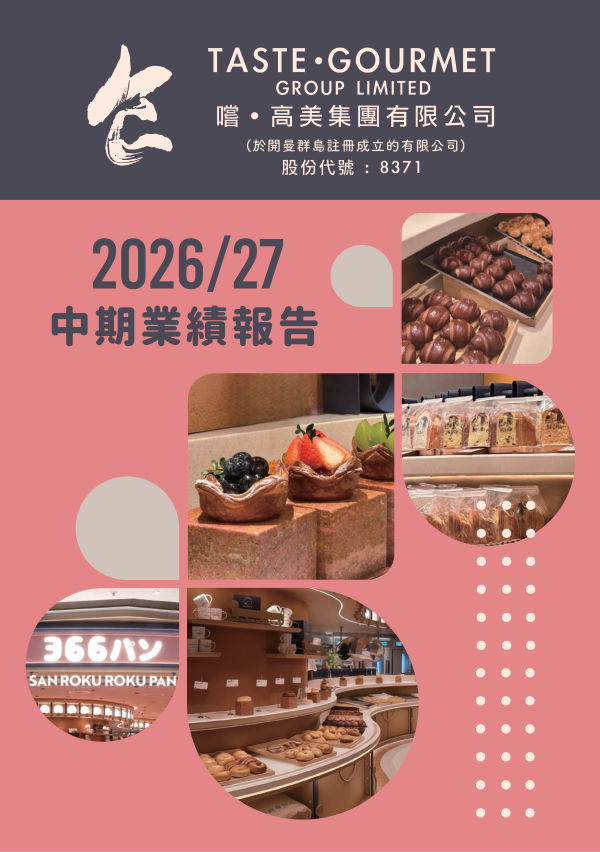 TASTE·GOURMET
GROUP LIMITED
嚐·高美集團有限公司
（於開曼群島註冊成立的有限公司）
股份代號：8371
2026/27
中期業績報告
366パン
SAN ROKU ROKU PAN